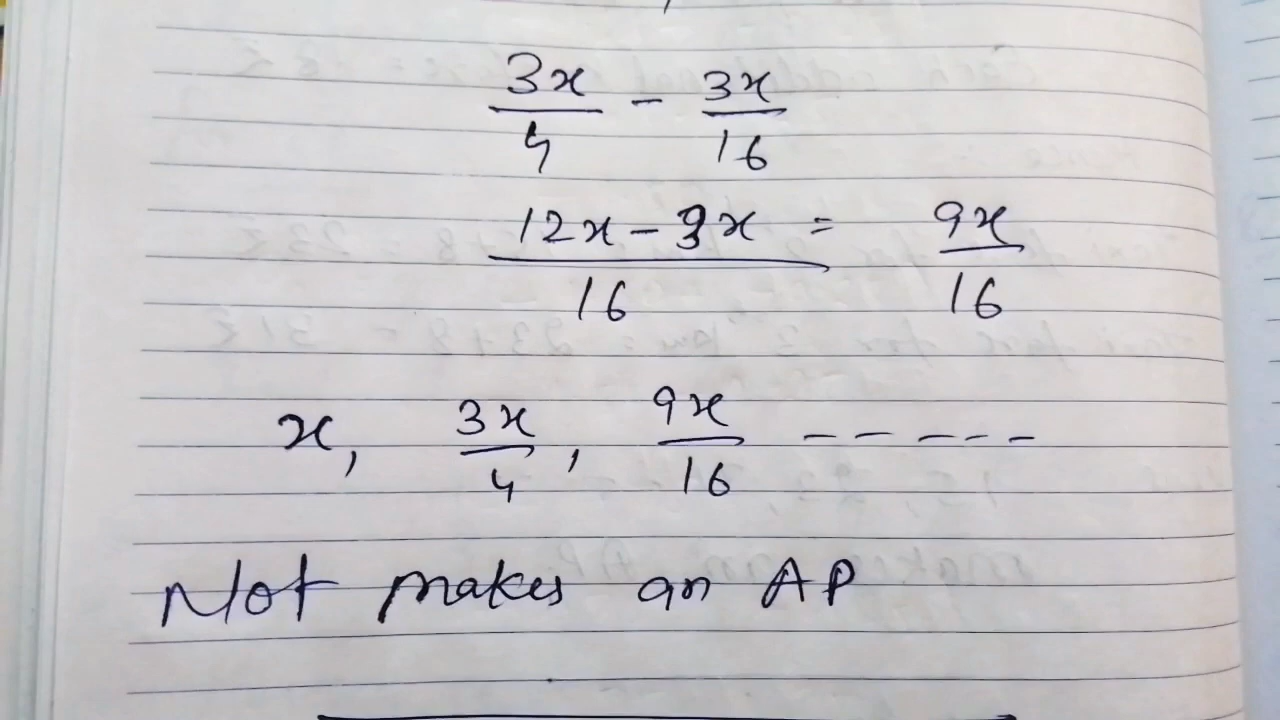 3x/4 - 3x/16
12x - 3x/16 = 9x/16
x, 3x/4, 9x/16 -----
Not makes an AP